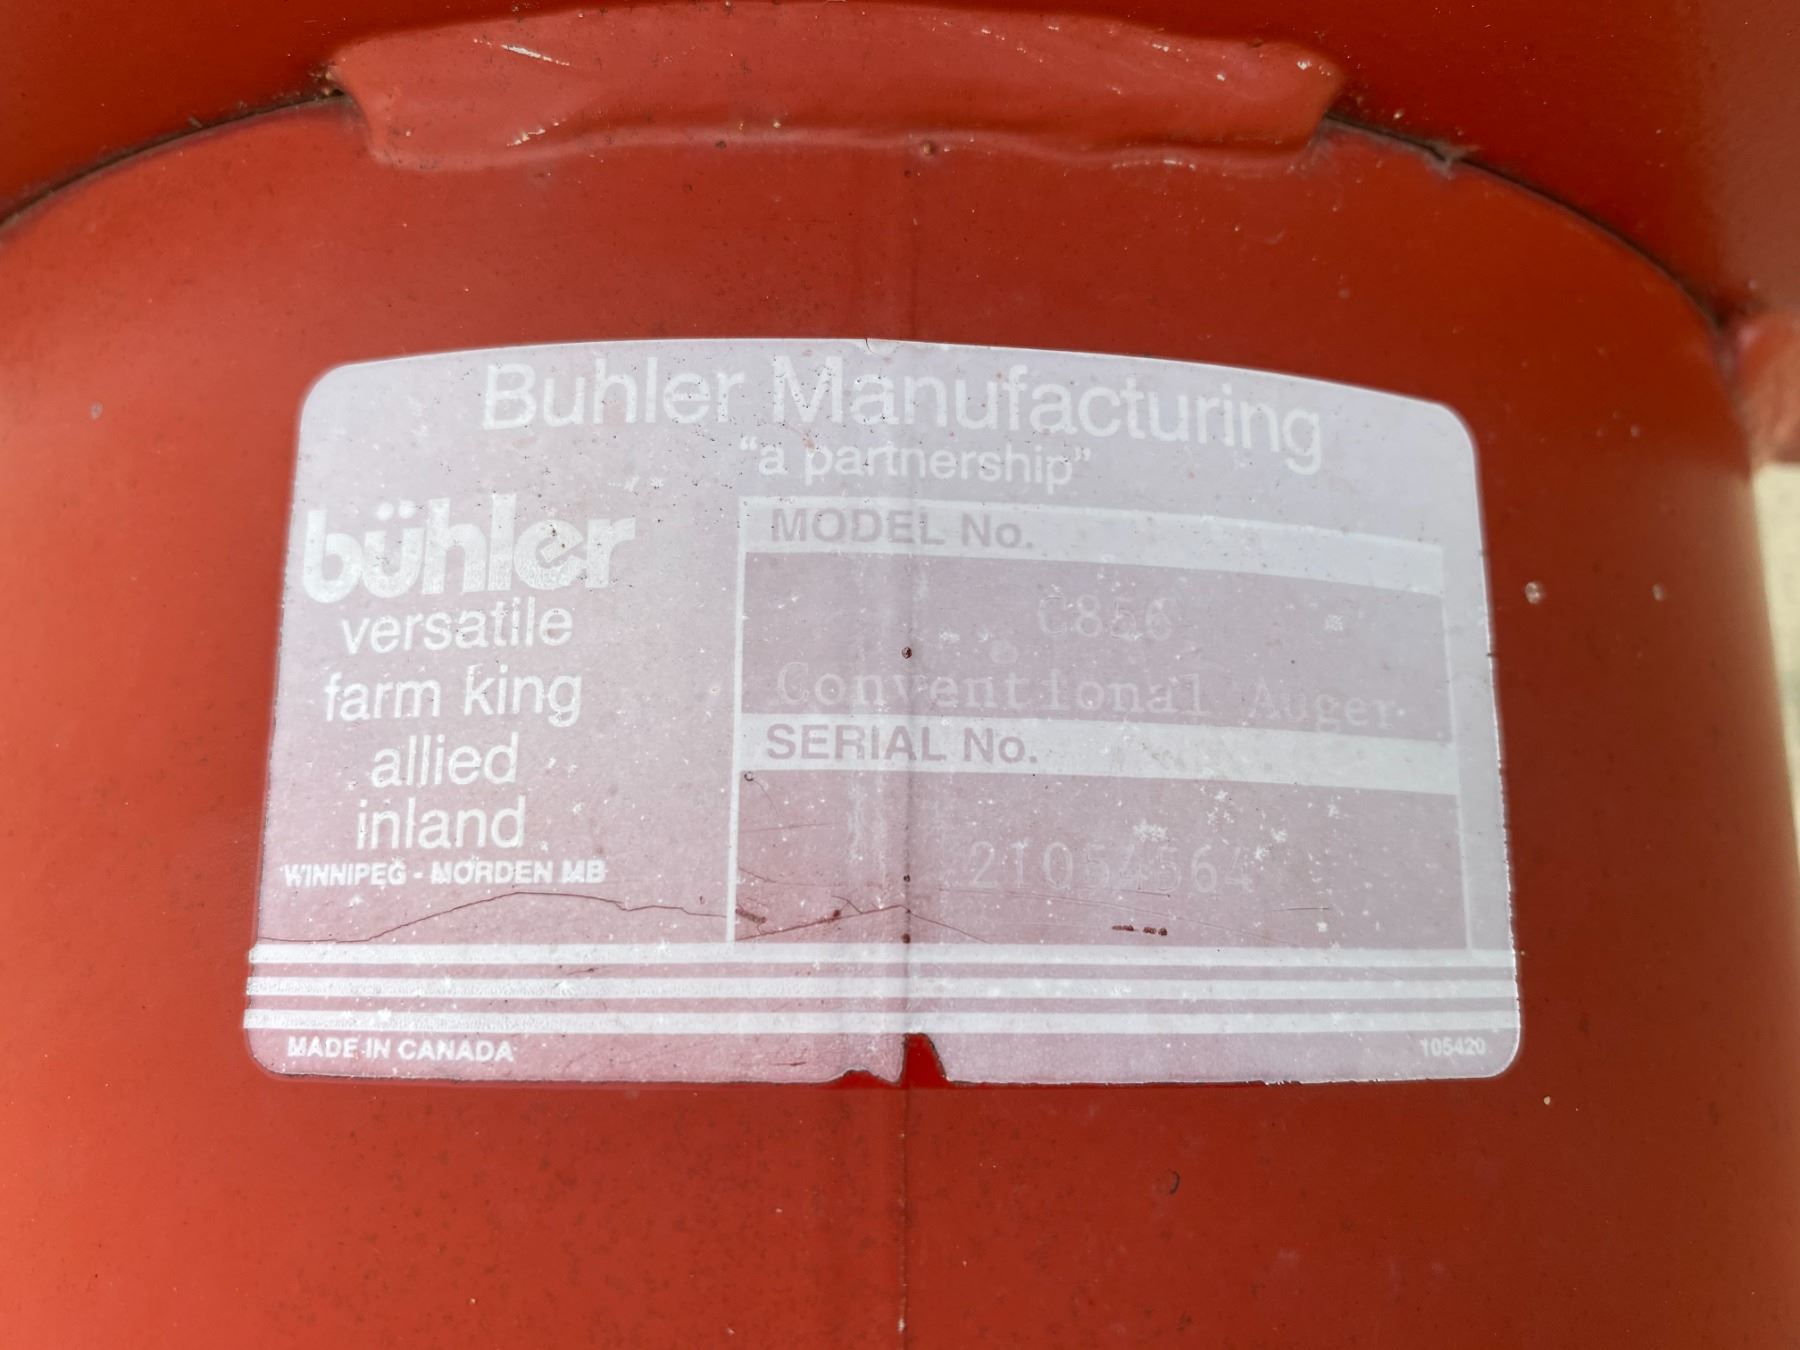 Buhler Manufacturing
"a partnership"
bühler
versatile
farm king
allied
inland
WINNIPEG - MORDEN MB
MODEL No.
C856
Conventional Auger
SERIAL No.
21054564
MADE IN CANADA
105420